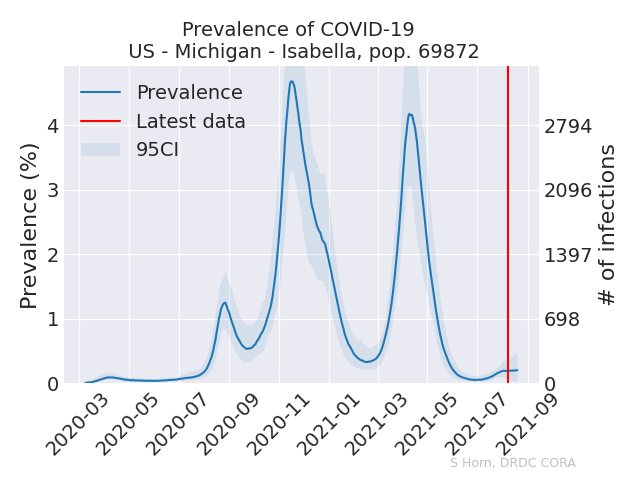 Prevalence of COVID-19
US - Michigan - Isabella, pop. 69872
Prevalence
Latest data
95CI
Prevalence (%)
4
3
2
1
0
2794
2096
1397
698
0
# of infections
2020-03
2020-05
2020-07
2020-09
2020-11
2021-01
2021-03
2021-05
2021-07
2021-09
S Horn, DRDC CORA